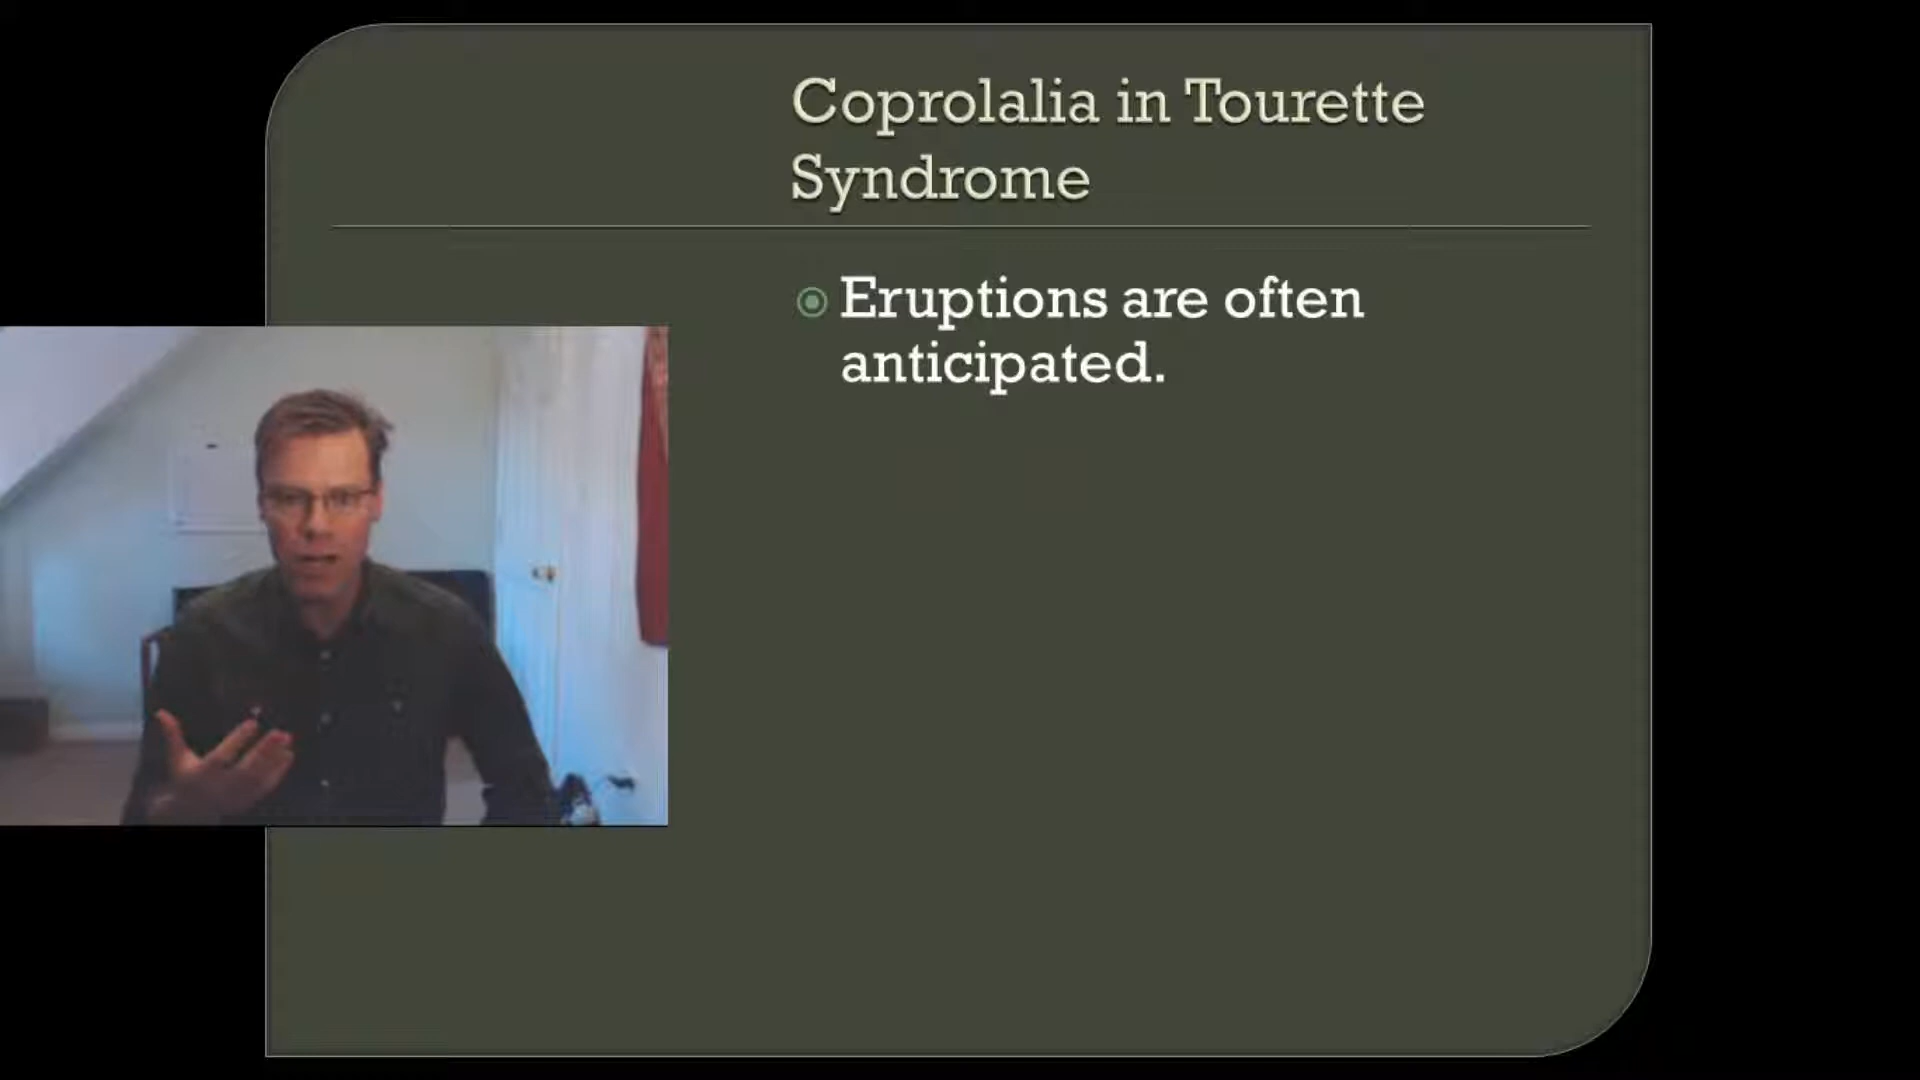 Coprolalia in Tourette
Syndrome
Eruptions are often
anticipated.